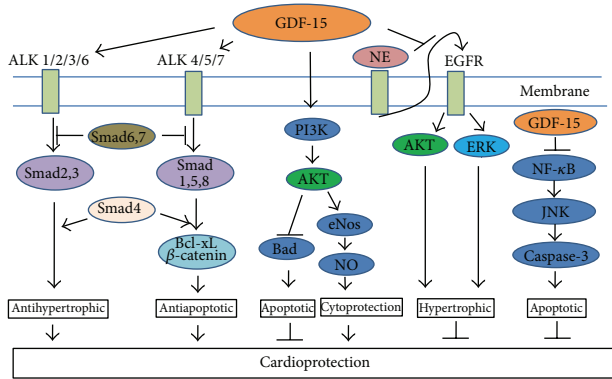 GDF-15
ALK 1/2/3/6
ALK 4/5/7
NE
EGFR
Membrane
GDF-15
Smad6,7
PI3K
AKT
ERK
Smad2,3
Smad
1,5,8
AKT
NF-κB
Smad4
eNos
JNK
Bcl-xL
β-catenin
Bad
NO
Caspase-3
Antihypertrophic
Antiapoptotic
Apoptotic
Cytoprotection
Hypertrophic
Apoptotic
Cardioprotection